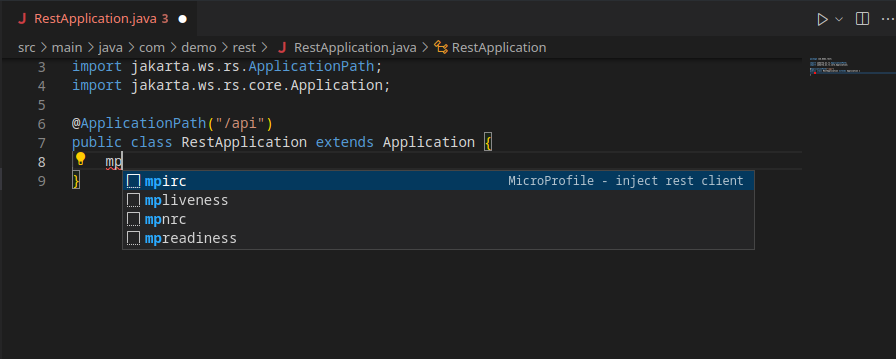 J RestApplication.java 3
src > main > java > com > demo > rest > J RestApplication.java > RestApplication
3 import jakarta.ws.rs.ApplicationPath;
4 import jakarta.ws.rs.core.Application;
5
6 @ApplicationPath("/api")
7 public class RestApplication extends Application {
8 mp
9 }
mpirc MicroProfile - inject rest client
mpliveness
mpnrc
mpreadiness